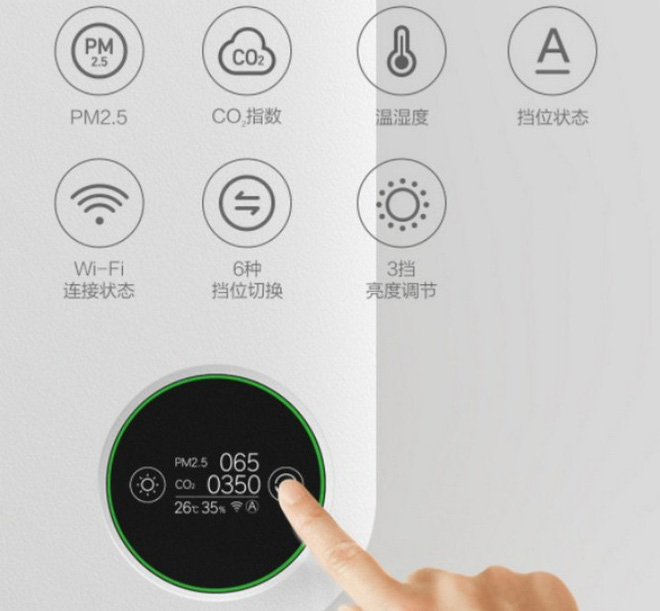 PM
2.5
CO₂
A
PM2.5
CO₂指数
温湿度
挡位状态
Wi-Fi
连接状态
6种
挡位切换
3挡
亮度调节
PM2.5 065
CO₂ 0350
26℃ 35% A